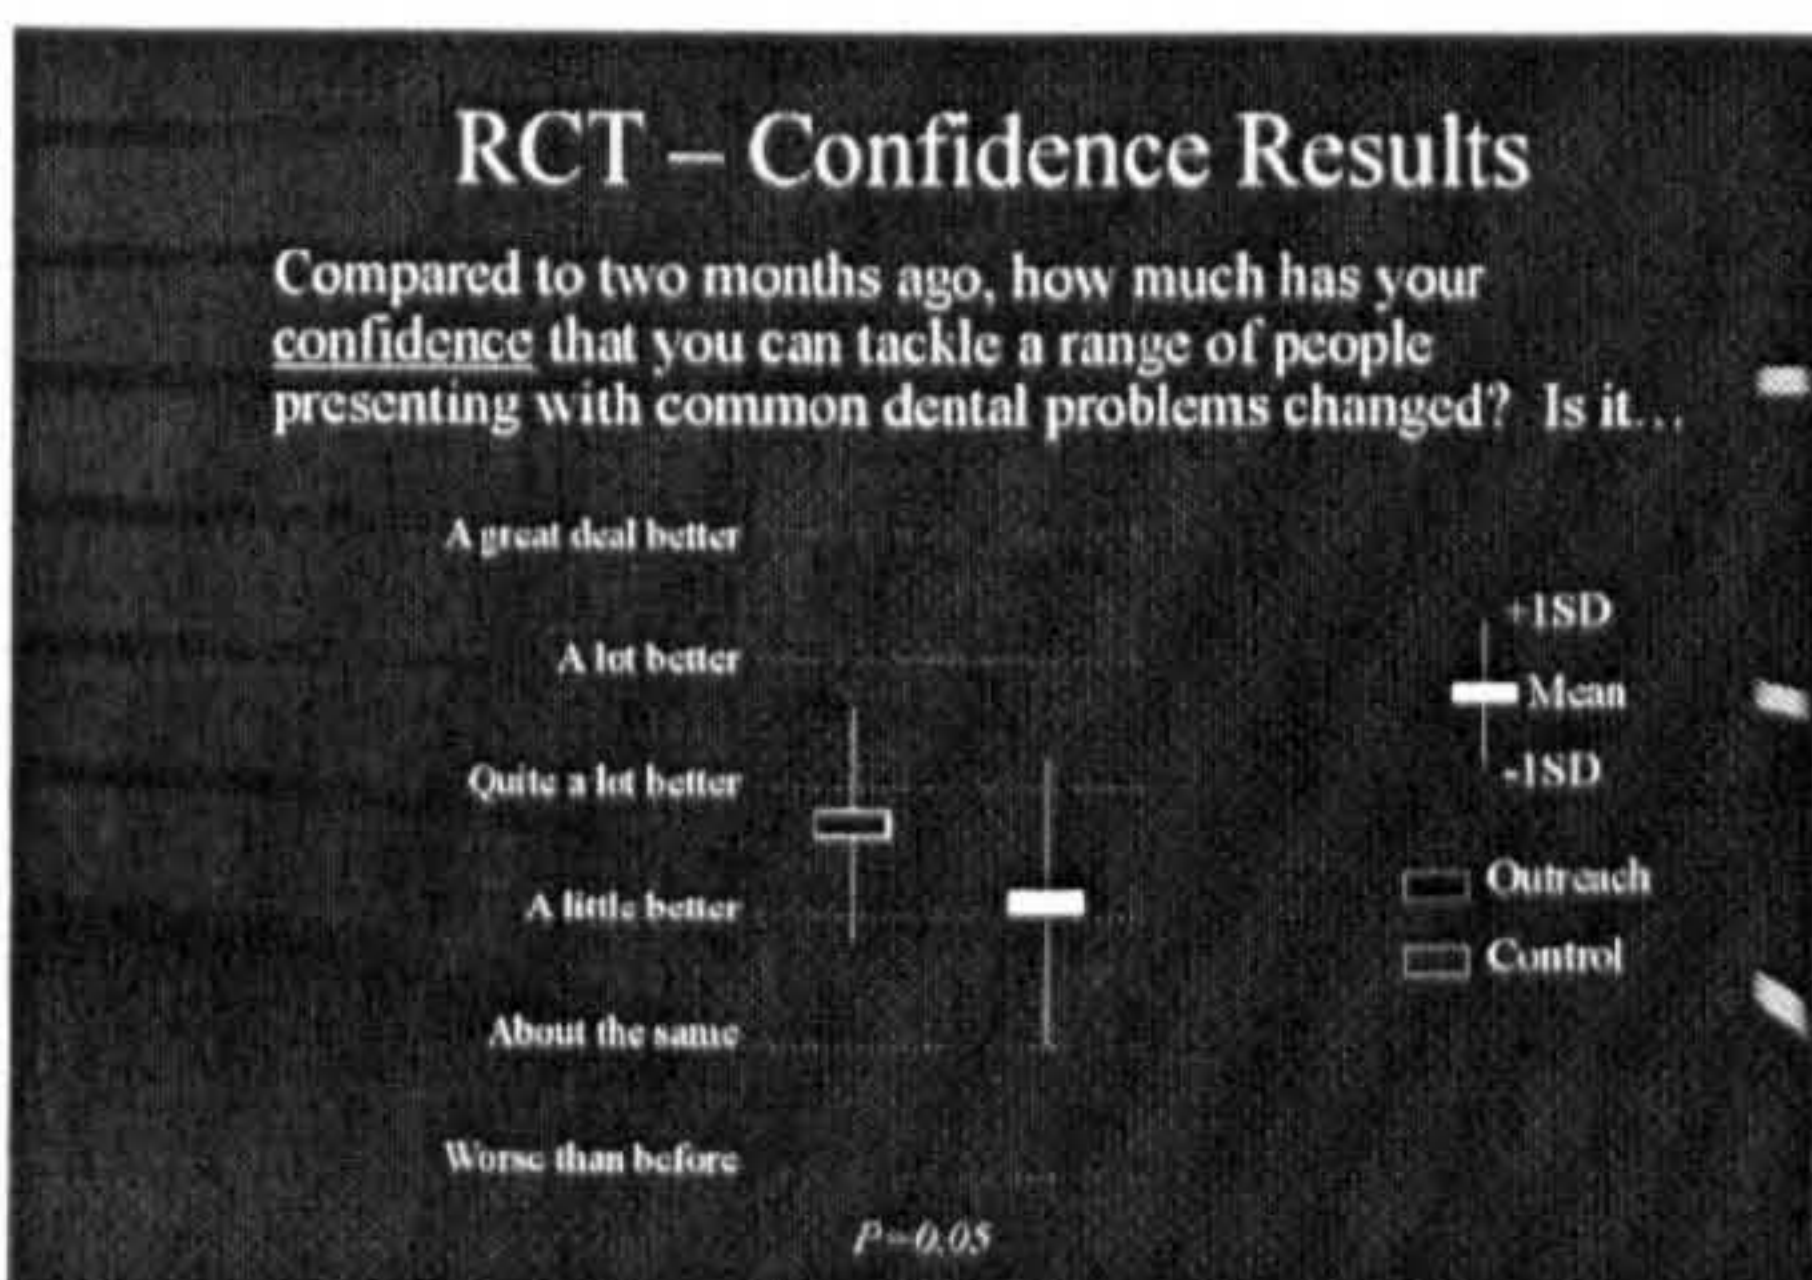 RCT – Confidence Results
Compared to two months ago, how much has your
confidence that you can tackle a range of people
presenting with common dental problems changed?  Is it…
A great deal better
A lot better
Quite a lot better
A little better
About the same
Worse than before
+1SD
Mean
-1SD
Outreach
Control
P=0.05